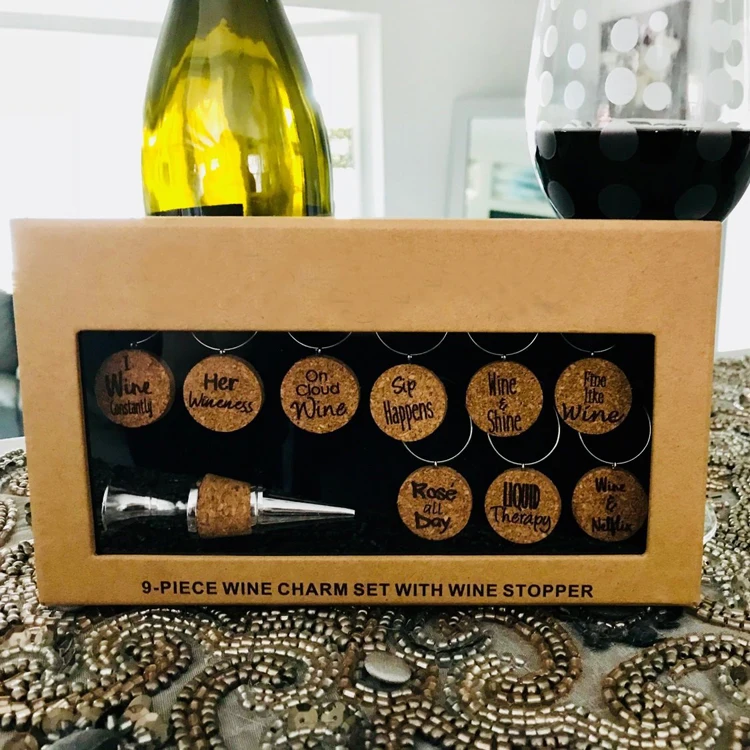 I
Wine
Constantly
Her
Wineness
On
Cloud
Wine
Sip
Happens
Wine
&
Shine
Fine
like
Wine
Rosé
all
Day
LIQUID
Therapy
Wine
&
Netflix
9-PIECE WINE CHARM SET WITH WINE STOPPER